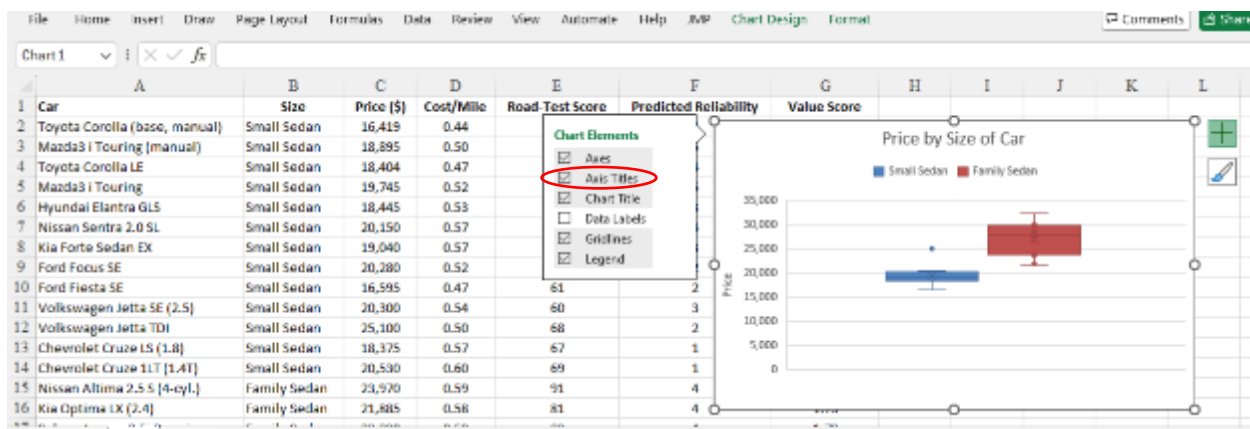 File Home Insert Draw Page Layout Formulas Data Review View Automate Help JMP Chart Design Format Comments Share
Chart 1 fx
A B C D E F G H I J K L
1 Car Size Price ($) Cost/Mile Road-Test Score Predicted Reliability Value Score
2 Toyota Corolla (base, manual) Small Sedan 16,419 0.44
3 Mazda3 i Touring (manual) Small Sedan 18,895 0.50
4 Toyota Corolla LE Small Sedan 18,404 0.47
5 Mazda3 i Touring Small Sedan 19,745 0.52
6 Hyundai Elantra GLS Small Sedan 18,445 0.53
7 Nissan Sentra 2.0 SL Small Sedan 20,150 0.57
8 Kia Forte Sedan EX Small Sedan 19,040 0.57
9 Ford Focus SE Small Sedan 20,280 0.52
10 Ford Fiesta SE Small Sedan 16,595 0.47 61 2
11 Volkswagen Jetta SE (2.5) Small Sedan 20,300 0.54 60 3
12 Volkswagen Jetta TDI Small Sedan 25,100 0.50 68 2
13 Chevrolet Cruze LS (1.8) Small Sedan 18,375 0.57 67 1
14 Chevrolet Cruze 1LT (1.4T) Small Sedan 20,530 0.60 69 1
15 Nissan Altima 2.5 S (4-cyl.) Family Sedan 23,970 0.59 91 4
16 Kia Optima LX (2.4) Family Sedan 21,885 0.58 81 4
Chart Elements
Axes
Axis Titles
Chart Title
Data Labels
Gridlines
Legend
Price by Size of Car
Small Sedan Family Sedan
35,000
30,000
25,000
20,000
15,000
10,000
5,000
0
Price